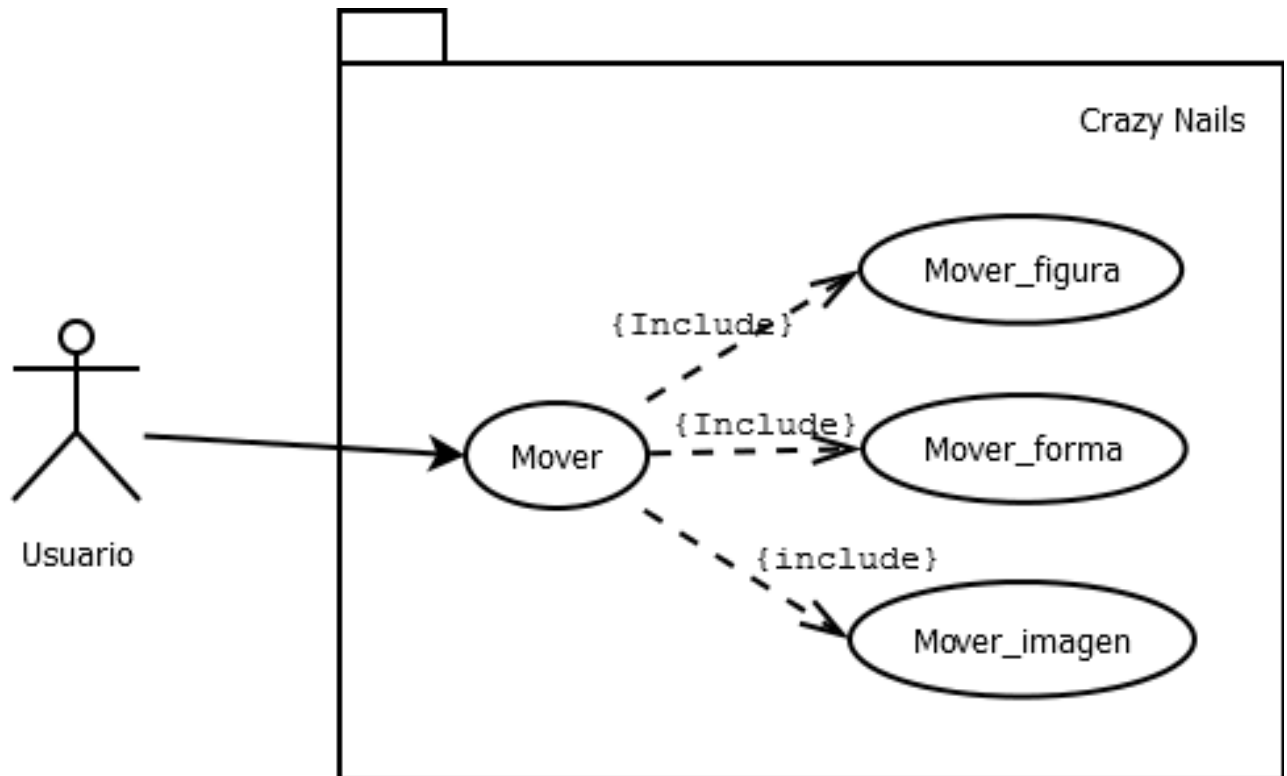 Crazy Nails
Mover_figura
{Include}
{Include}
Mover_forma
Mover
Usuario
{include}
Mover_imagen